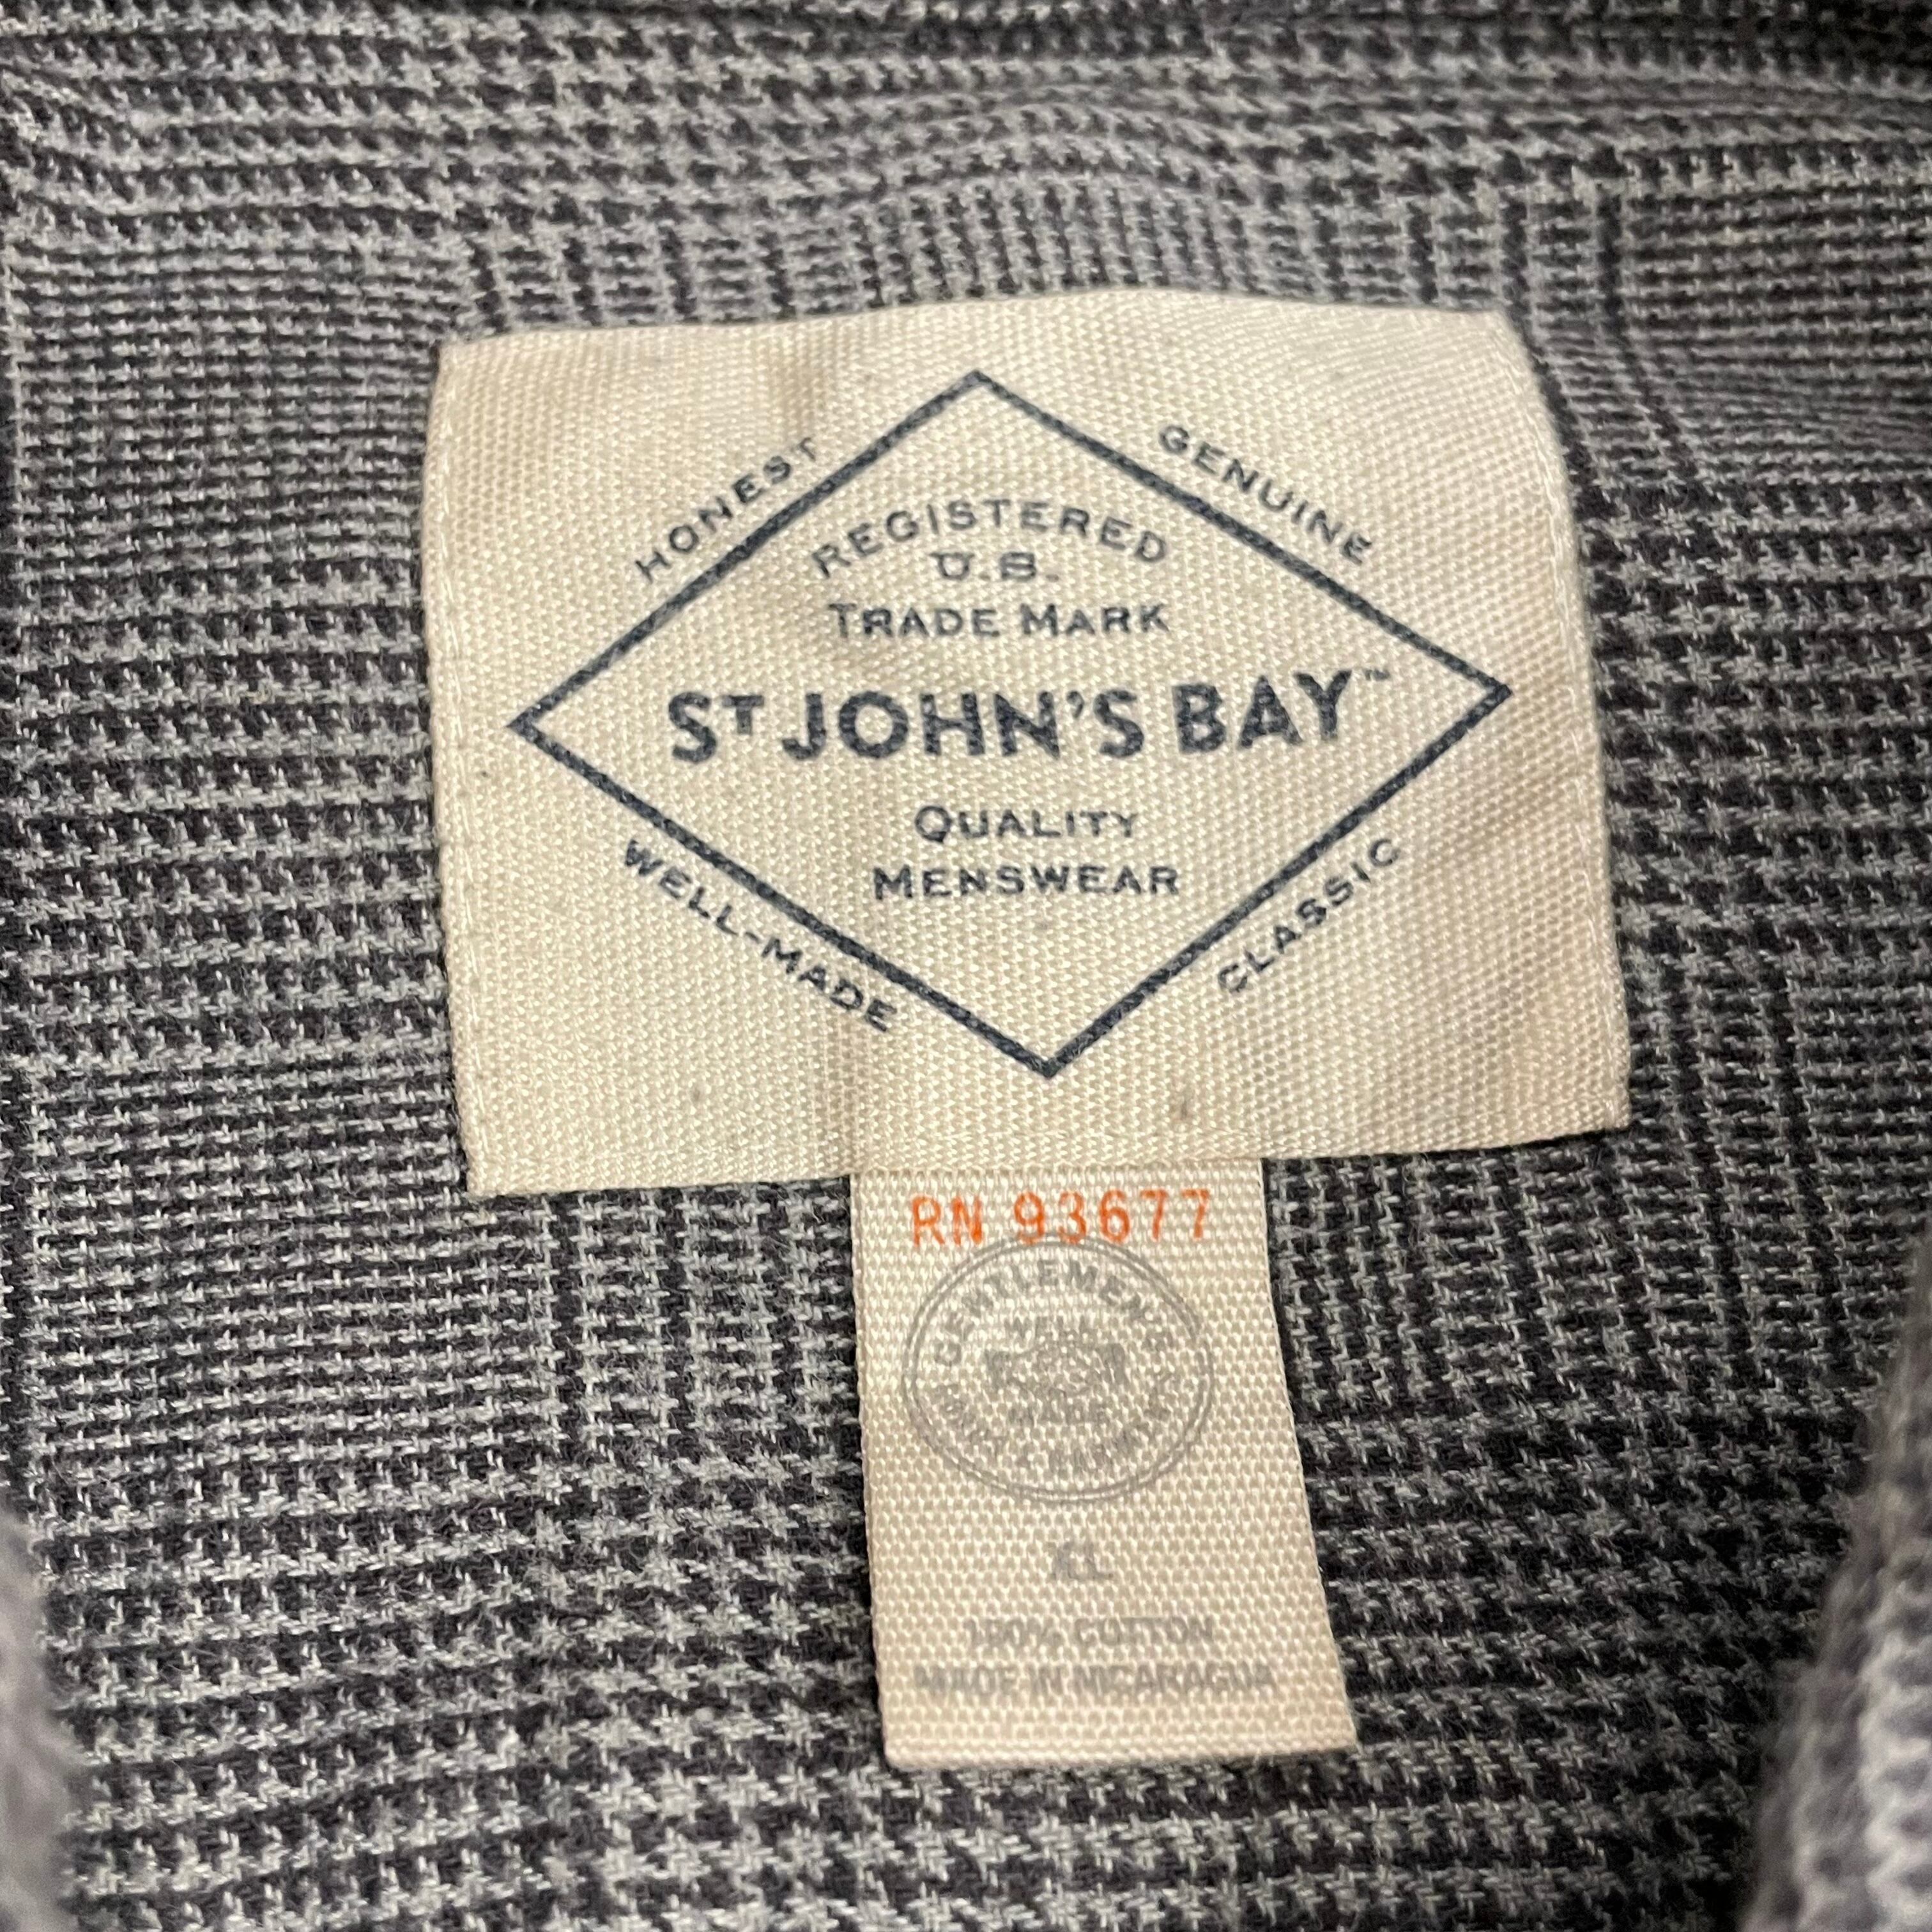 HONEST
GENUINE
REGISTERED
U.S.
TRADE MARK
ST JOHN'S BAY™
QUALITY
MENSWEAR
WELL-MADE
CLASSIC
RN 93677
GENTLEMEN'S
100% COTTON
MADE IN NICARAGUA